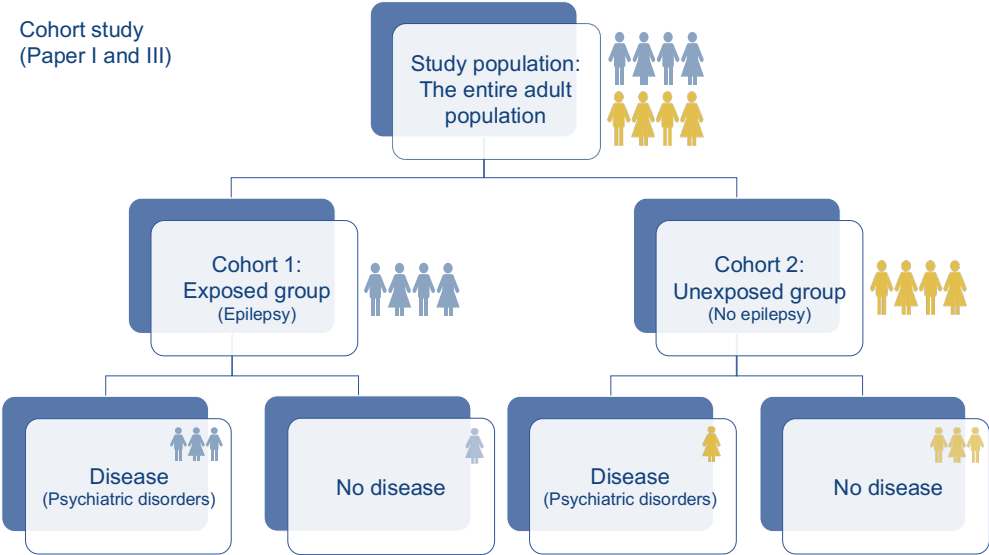 Cohort study
(Paper I and III)
Study population:
The entire adult
population
Cohort 1:
Exposed group
(Epilepsy)
Cohort 2:
Unexposed group
(No epilepsy)
Disease
(Psychiatric disorders)
No disease
Disease
(Psychiatric disorders)
No disease